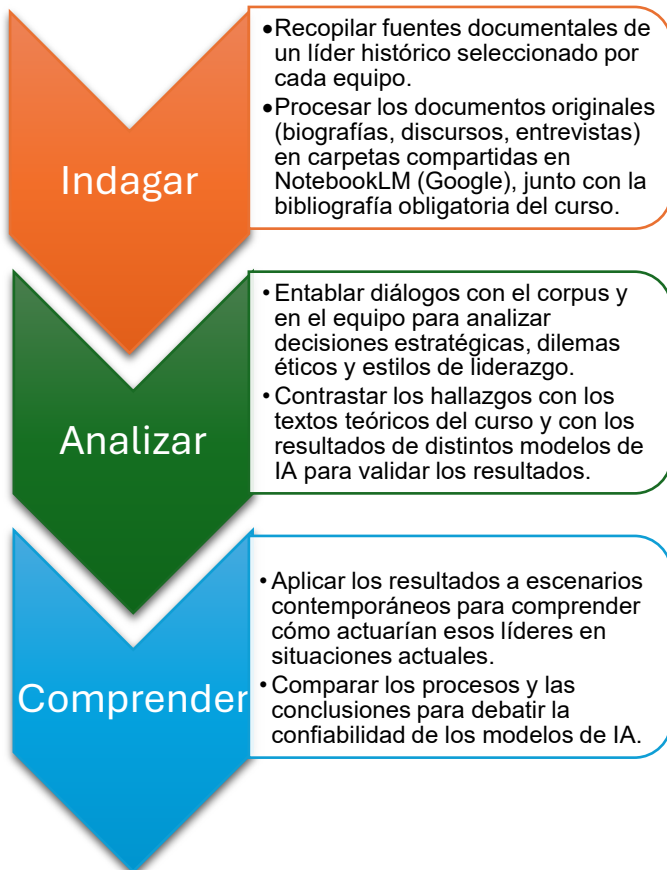 Indagar
•Recopilar fuentes documentales de
un líder histórico seleccionado por
cada equipo.
•Procesar los documentos originales
(biografías, discursos, entrevistas)
en carpetas compartidas en
NotebookLM (Google), junto con la
bibliografía obligatoria del curso.
Analizar
• Entablar diálogos con el corpus y
en el equipo para analizar
decisiones estratégicas, dilemas
éticos y estilos de liderazgo.
• Contrastar los hallazgos con los
textos teóricos del curso y con los
resultados de distintos modelos de
IA para validar los resultados.
Comprender
• Aplicar los resultados a escenarios
contemporáneos para comprender
cómo actuarían esos líderes en
situaciones actuales.
• Comparar los procesos y las
conclusiones para debatir la
confiabilidad de los modelos de IA.